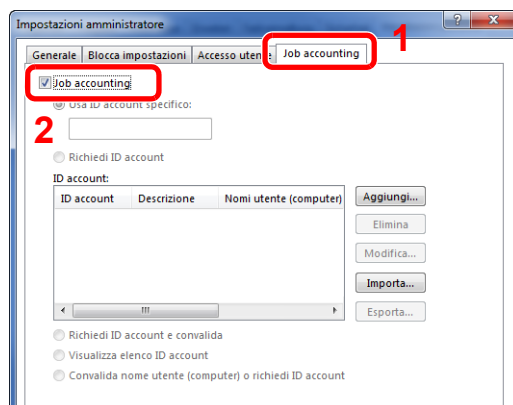 Impostazioni amministratore
?
1
Generale Blocca impostazioni Accesso utente Job accounting
Job accounting
2
Usa ID account specifico:
Richiedi ID account
ID account:
ID account Descrizione Nomi utente (computer)
Aggiungi...
Elimina
Modifica...
Importa...
Esporta...
Richiedi ID account e convalida
Visualizza elenco ID account
Convalida nome utente (computer) o richiedi ID account